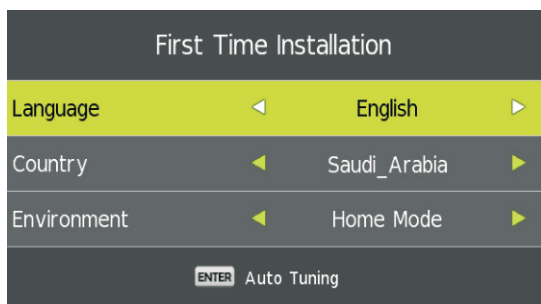 First Time Installation
Language English
Country Saudi_Arabia
Environment Home Mode
ENTER Auto Tuning